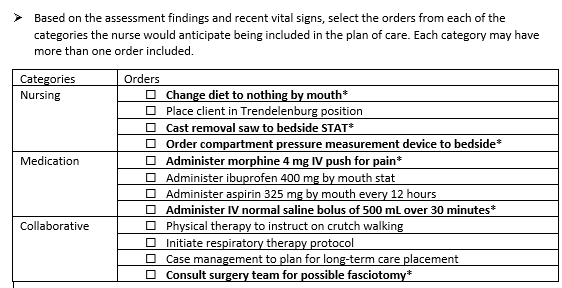 ➤ Based on the assessment findings and recent vital signs, select the orders from each of the
categories the nurse would anticipate being included in the plan of care. Each category may have
more than one order included.
Categories Orders
Nursing ☐ Change diet to nothing by mouth*
☐ Place client in Trendelenburg position
☐ Cast removal saw to bedside STAT*
☐ Order compartment pressure measurement device to bedside*
Medication ☐ Administer morphine 4 mg IV push for pain*
☐ Administer ibuprofen 400 mg by mouth stat
☐ Administer aspirin 325 mg by mouth every 12 hours
☐ Administer IV normal saline bolus of 500 mL over 30 minutes*
Collaborative ☐ Physical therapy to instruct on crutch walking
☐ Initiate respiratory therapy protocol
☐ Case management to plan for long-term care placement
☐ Consult surgery team for possible fasciotomy*